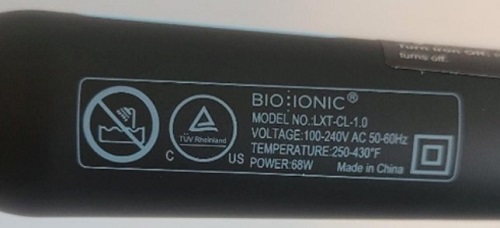 turns off.
BIO:IONIC®
MODEL NO.:LXT-CL-1.0
VOLTAGE:100-240V AC 50-60Hz
TEMPERATURE:250-430°F
POWER:68W Made in China
TÜV Rheinland
C US